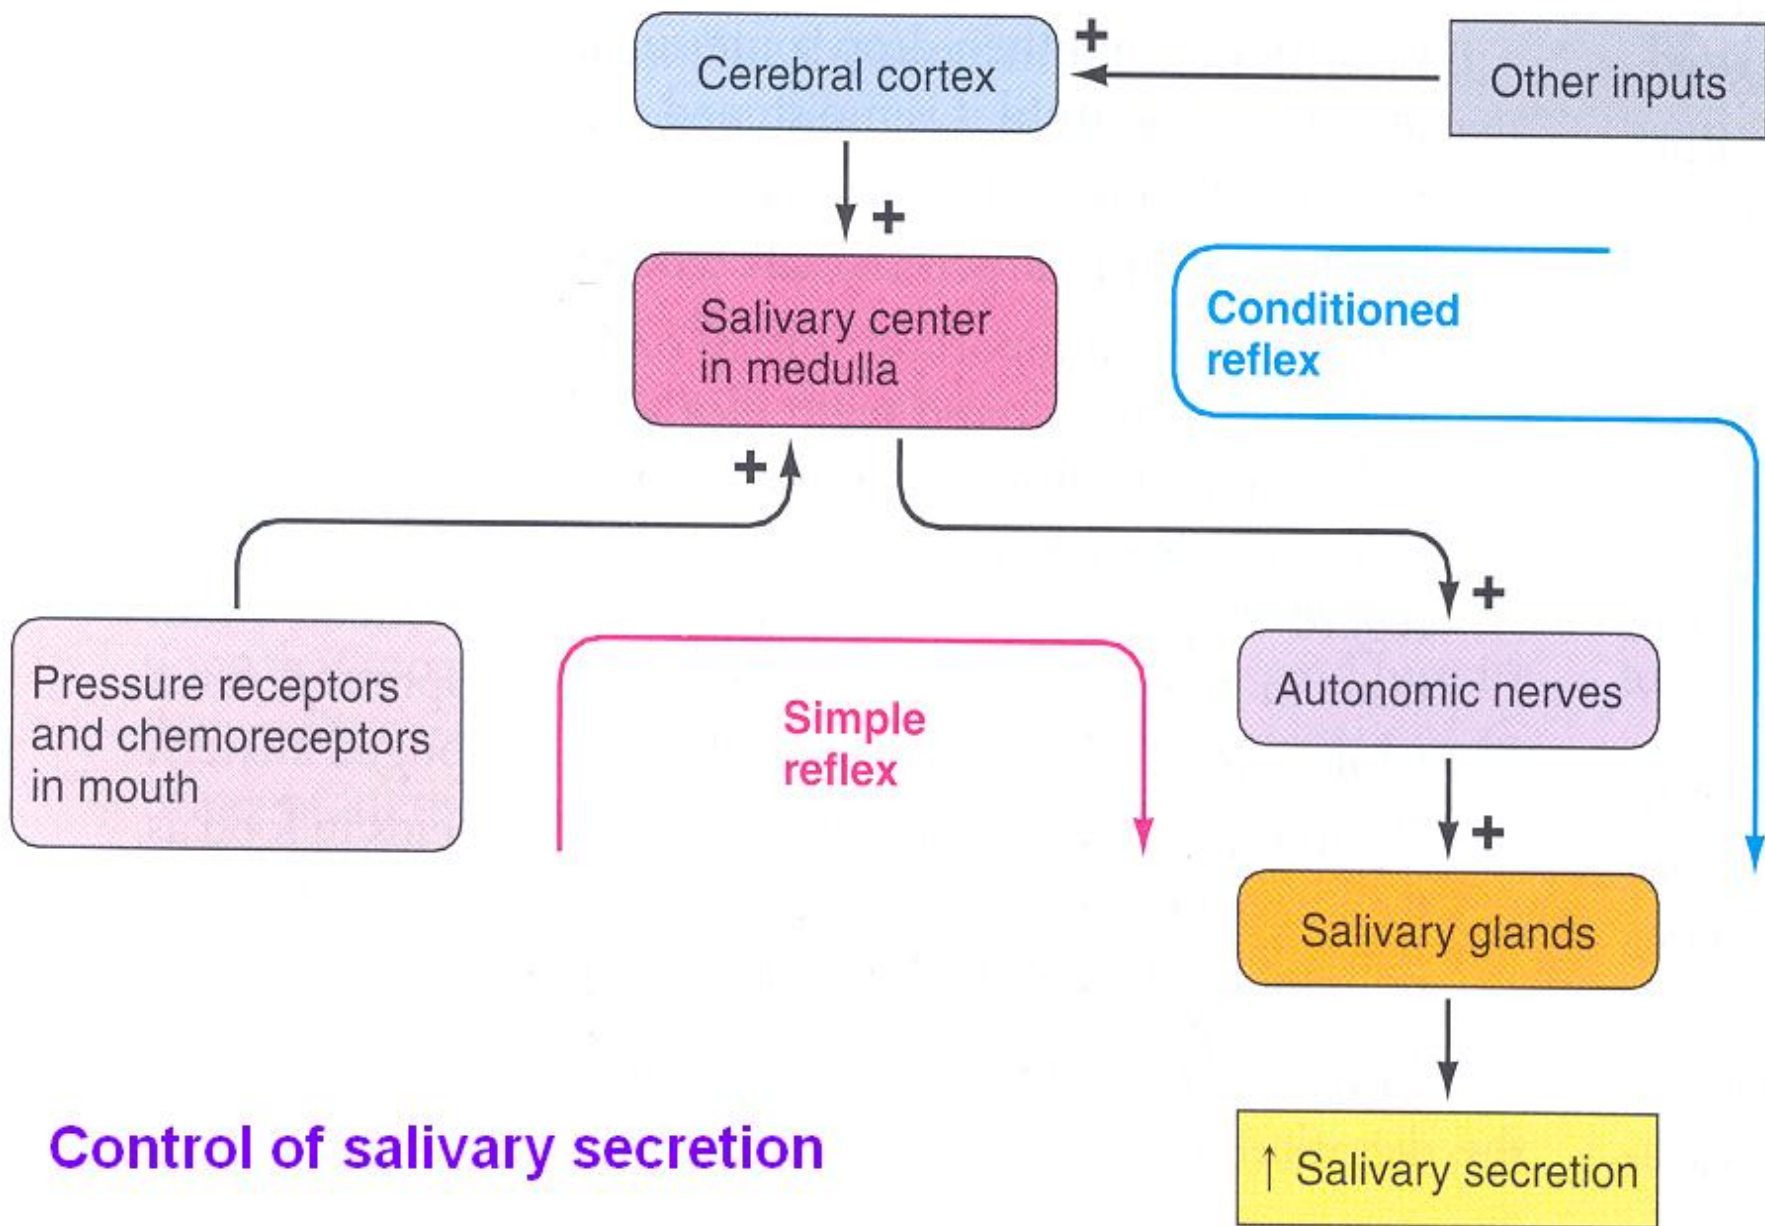 Cerebral cortex
+
Other inputs
+
Salivary center
in medulla
Conditioned
reflex
+
+
Pressure receptors
and chemoreceptors
in mouth
Simple
reflex
Autonomic nerves
+
Salivary glands
Control of salivary secretion
↑ Salivary secretion